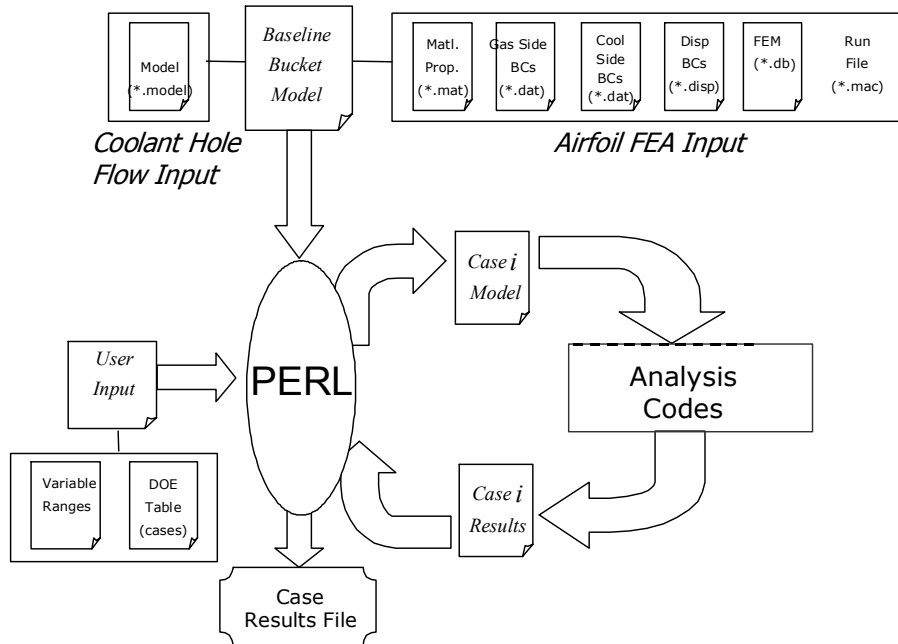 Model
(*.model)
Baseline
Bucket
Model
Matl.
Prop.
(*.mat)
Gas Side
BCs
(*.dat)
Cool
Side
BCs
(*.dat)
Disp
BCs
(*.disp)
FEM
(*.db)
Run
File
(*.mac)
Coolant Hole
Flow Input
Airfoil FEA Input
Case i
Model
User
Input
PERL
Analysis
Codes
Variable
Ranges
DOE
Table
(cases)
Case i
Results
Case
Results File